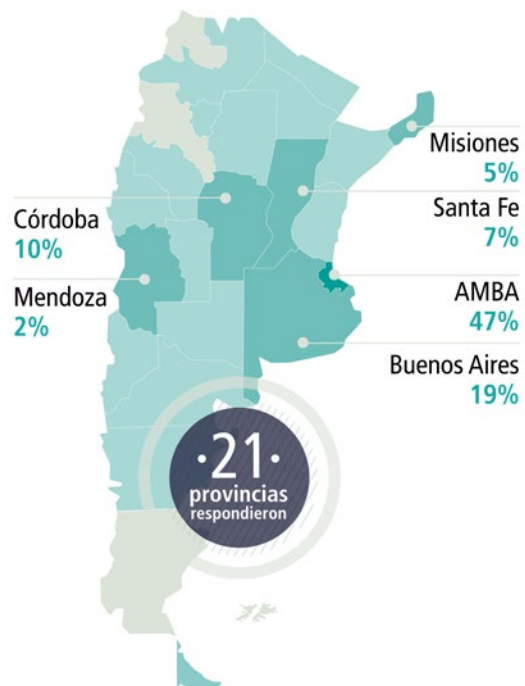 Misiones
5%
Santa Fe
7%
Córdoba
10%
AMBA
47%
Mendoza
2%
Buenos Aires
19%
·21·
provincias
respondieron